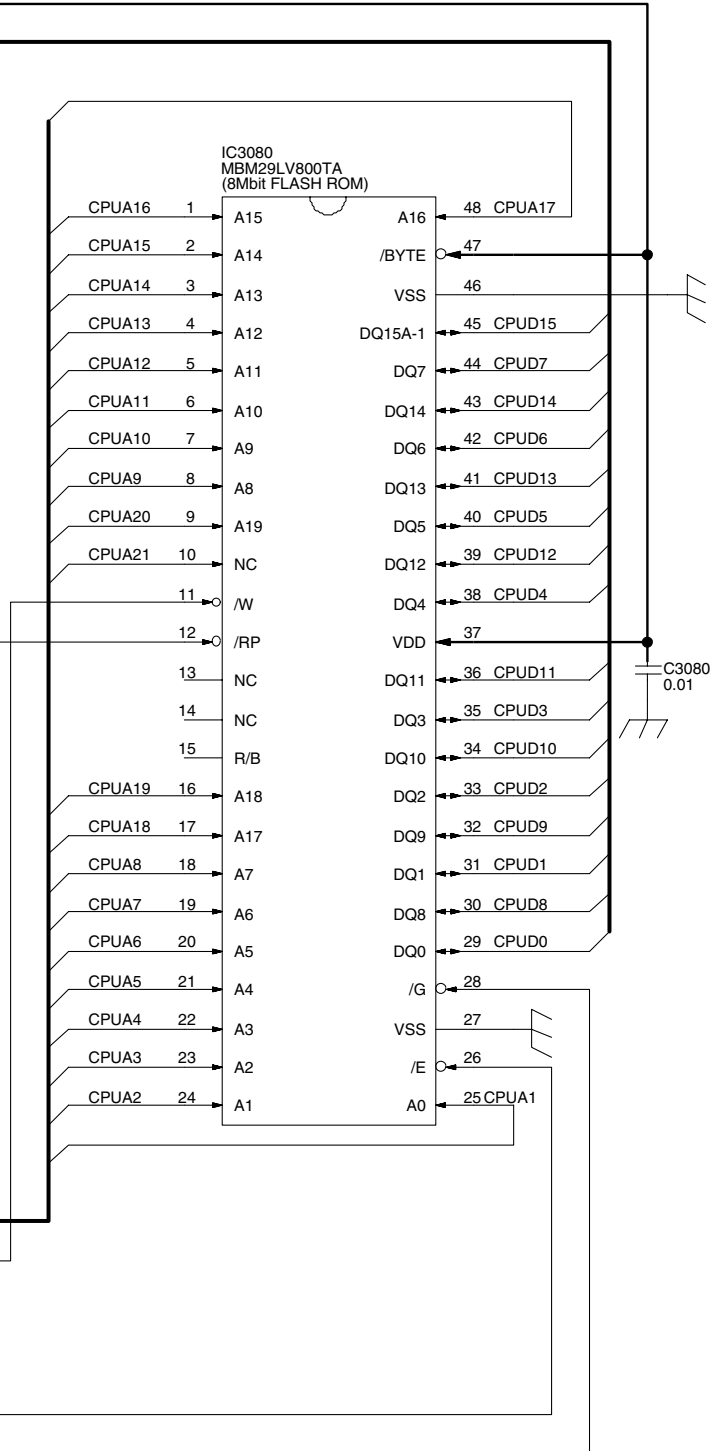 IC3080
MBM29LV800TA
(8Mbit FLASH ROM)
CPUA16 1 A15 A16 48 CPUA17
CPUA15 2 A14 /BYTE 47
CPUA14 3 A13 VSS 46
CPUA13 4 A12 DQ15A-1 45 CPUD15
CPUA12 5 A11 DQ7 44 CPUD7
CPUA11 6 A10 DQ14 43 CPUD14
CPUA10 7 A9 DQ6 42 CPUD6
CPUA9 8 A8 DQ13 41 CPUD13
CPUA20 9 A19 DQ5 40 CPUD5
CPUA21 10 NC DQ12 39 CPUD12
11 /W DQ4 38 CPUD4
12 /RP VDD 37
13 NC DQ11 36 CPUD11
C3080
0.01
14 NC DQ3 35 CPUD3
15 R/B DQ10 34 CPUD10
CPUA19 16 A18 DQ2 33 CPUD2
CPUA18 17 A17 DQ9 32 CPUD9
CPUA8 18 A7 DQ1 31 CPUD1
CPUA7 19 A6 DQ8 30 CPUD8
CPUA6 20 A5 DQ0 29 CPUD0
CPUA5 21 A4 /G 28
CPUA4 22 A3 VSS 27
CPUA3 23 A2 /E 26
CPUA2 24 A1 A0 25 CPUA1